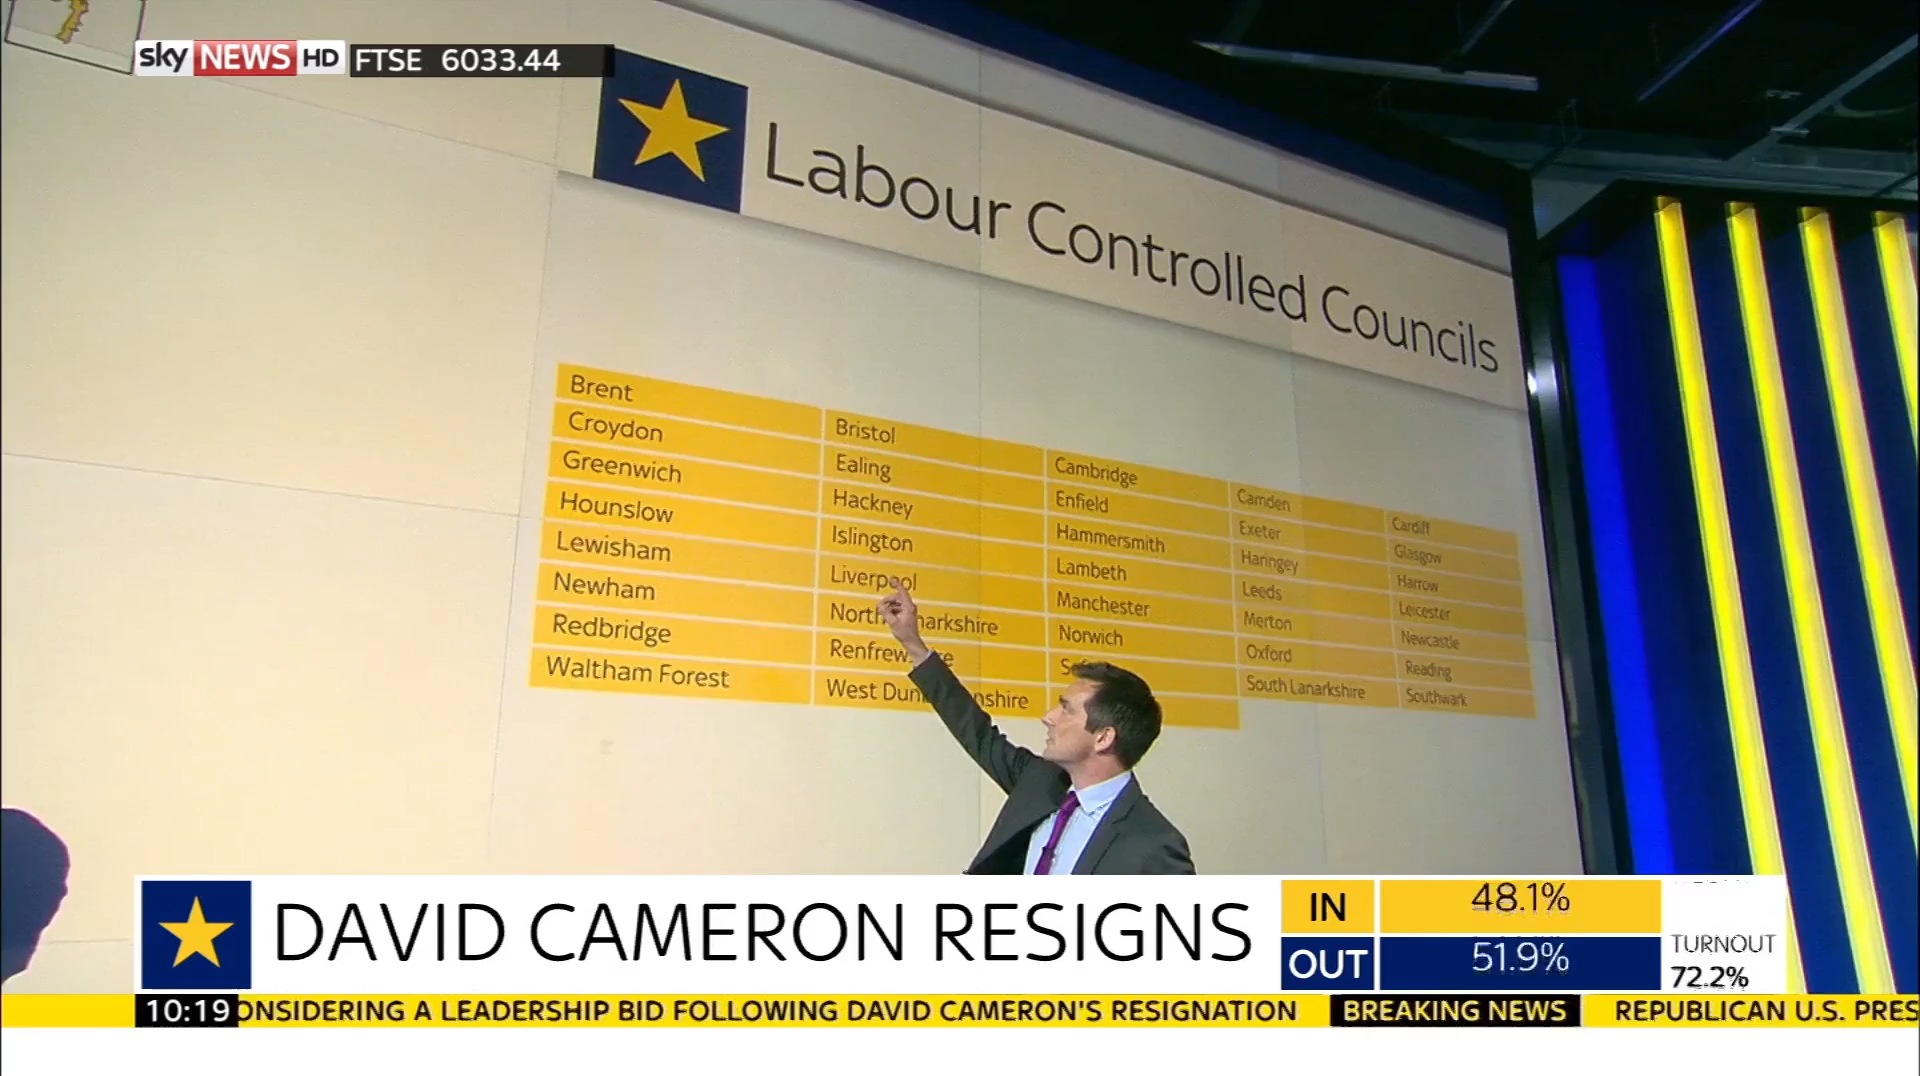 sky NEWS HD FTSE 6033.44
Labour Controlled Councils
Brent Bristol Cambridge Camden Cardiff
Croydon Ealing Enfield Exeter Glasgow
Greenwich Hackney Hammersmith Haringey Harrow
Hounslow Islington Lambeth Leeds Leicester
Lewisham Liverpool Manchester Merton Newcastle
Newham North narkshire Norwich Oxford Reading
Redbridge Renfrew South Lanarkshire Southwark
Waltham Forest West Dun nshire
DAVID CAMERON RESIGNS
IN 48.1%
OUT 51.9%
TURNOUT
72.2%
10:19 ONSIDERING A LEADERSHIP BID FOLLOWING DAVID CAMERON'S RESIGNATION BREAKING NEWS REPUBLICAN U.S. PRES